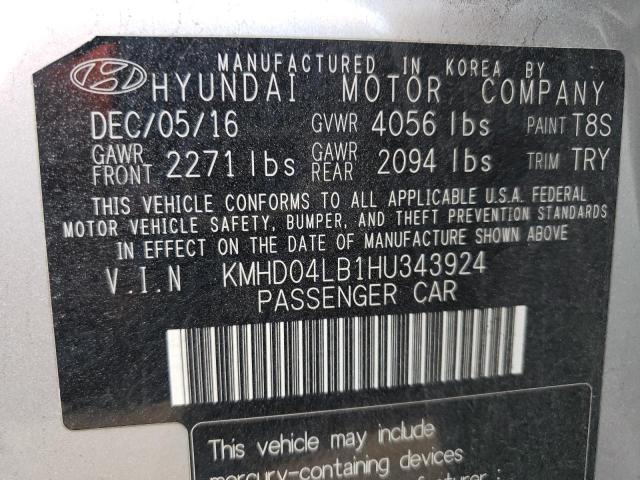 MANUFACTURED IN KOREA BY
HYUNDAI MOTOR COMPANY
DEC/05/16 GVWR 4056 lbs PAINT T8S
GAWR FRONT 2271 lbs GAWR REAR 2094 lbs TRIM TRY
THIS VEHICLE CONFORMS TO ALL APPLICABLE U.S.A. FEDERAL
MOTOR VEHICLE SAFETY, BUMPER, AND THEFT PREVENTION STANDARDS
IN EFFECT ON THE DATE OF MANUFACTURE SHOWN ABOVE
V.I.N KMHD04LB1HU343924
PASSENGER CAR
This vehicle may include
mercury-containing devices